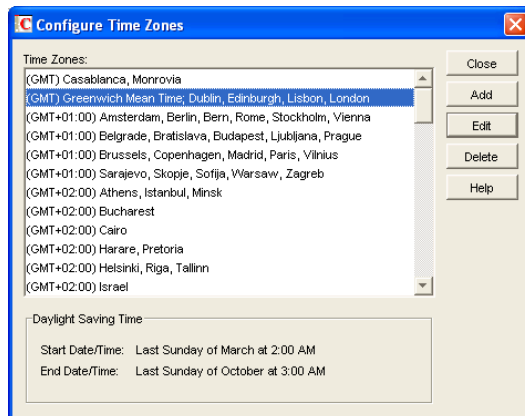 Configure Time Zones
Time Zones:
(GMT) Casablanca, Monrovia
(GMT) Greenwich Mean Time; Dublin, Edinburgh, Lisbon, London
(GMT+01:00) Amsterdam, Berlin, Bern, Rome, Stockholm, Vienna
(GMT+01:00) Belgrade, Bratislava, Budapest, Ljubljana, Prague
(GMT+01:00) Brussels, Copenhagen, Madrid, Paris, Vilnius
(GMT+01:00) Sarajevo, Skopje, Sofija, Warsaw, Zagreb
(GMT+02:00) Athens, Istanbul, Minsk
(GMT+02:00) Bucharest
(GMT+02:00) Cairo
(GMT+02:00) Harare, Pretoria
(GMT+02:00) Helsinki, Riga, Tallinn
(GMT+02:00) Israel
Close
Add
Edit
Delete
Help
Daylight Saving Time
Start Date/Time: Last Sunday of March at 2:00 AM
End Date/Time: Last Sunday of October at 3:00 AM